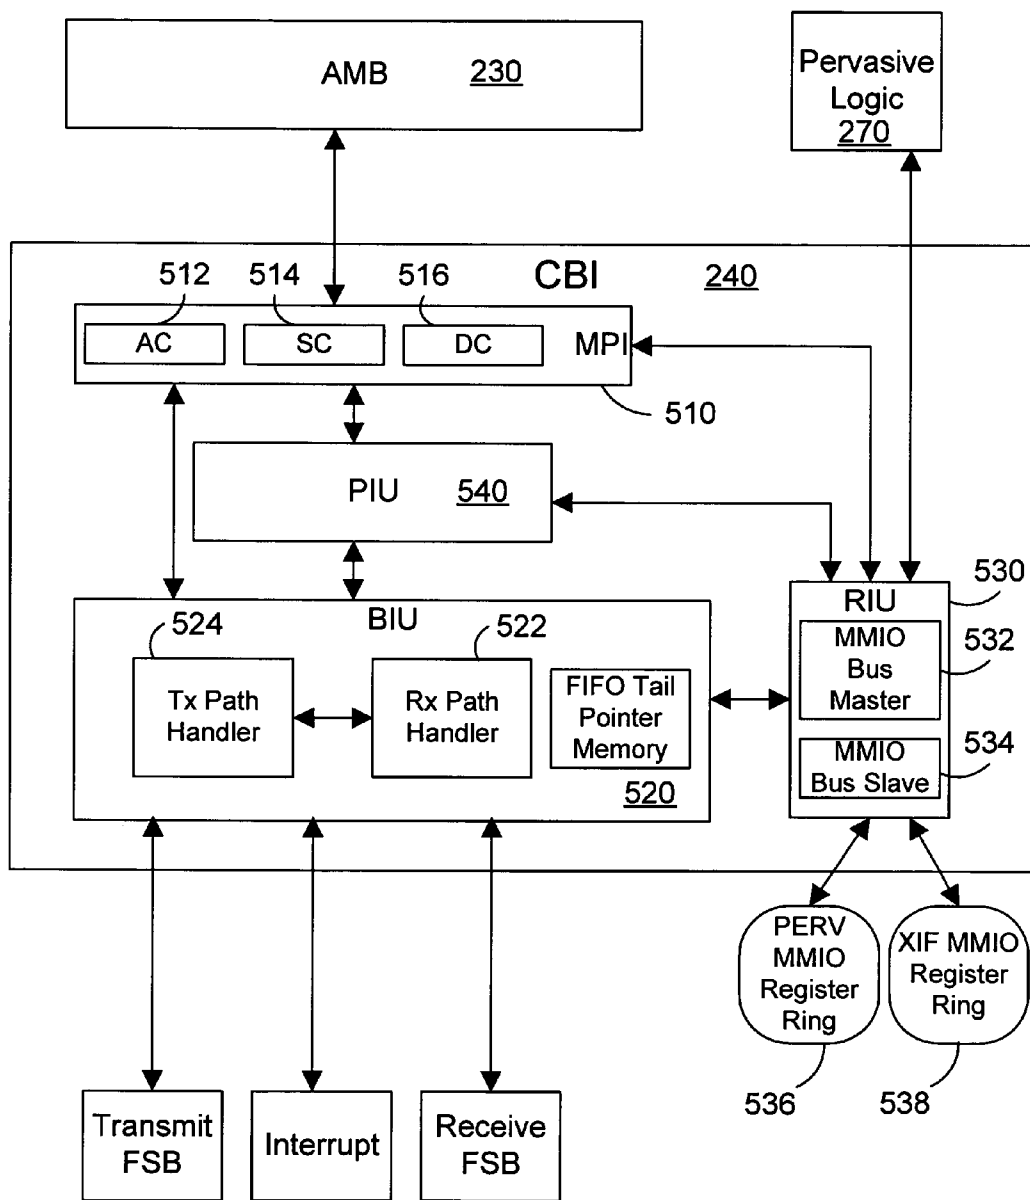 AMB 230
Pervasive
Logic
270
CBI 240
512
514
516
AC
SC
DC
MPI
510
PIU 540
530
RIU
MMIO
Bus
Master
532
MMIO
Bus Slave
534
BIU
524
522
Tx Path
Handler
Rx Path
Handler
FIFO Tail
Pointer
Memory
520
PERV
MMIO
Register
Ring
XIF MMIO
Register
Ring
536
538
Transmit
FSB
Interrupt
Receive
FSB